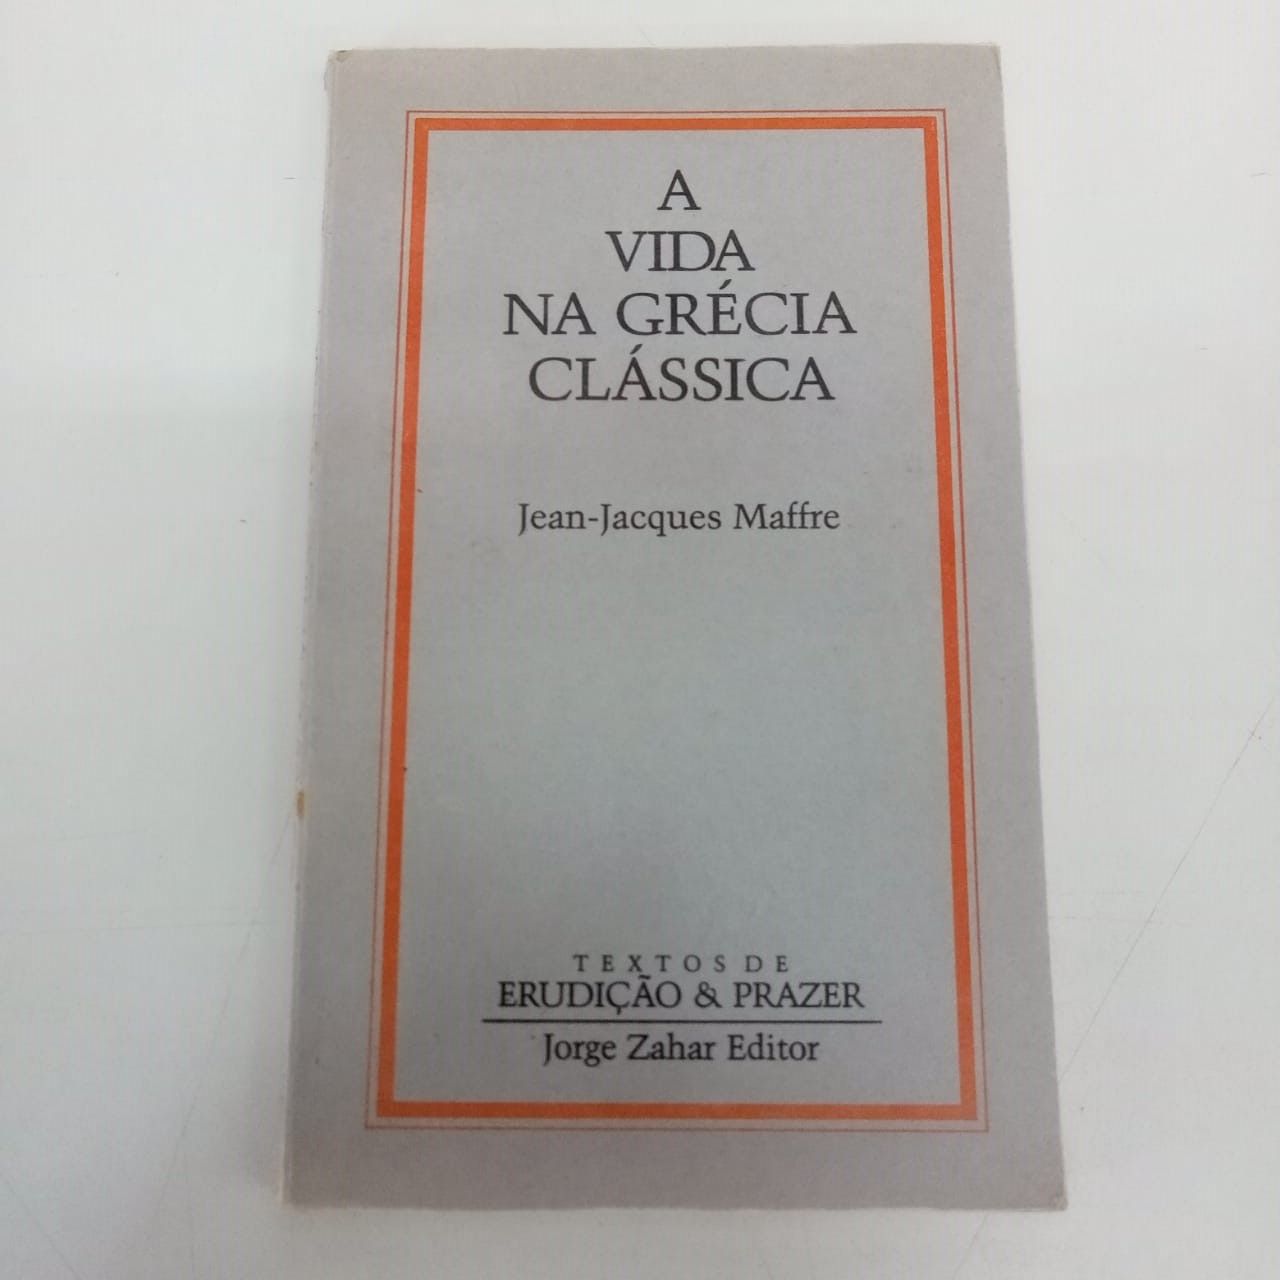 A
VIDA
NA GRÉCIA
CLÁSSICA
Jean-Jacques Maffre
TEXTOS DE
ERUDIÇÃO & PRAZER
Jorge Zahar Editor